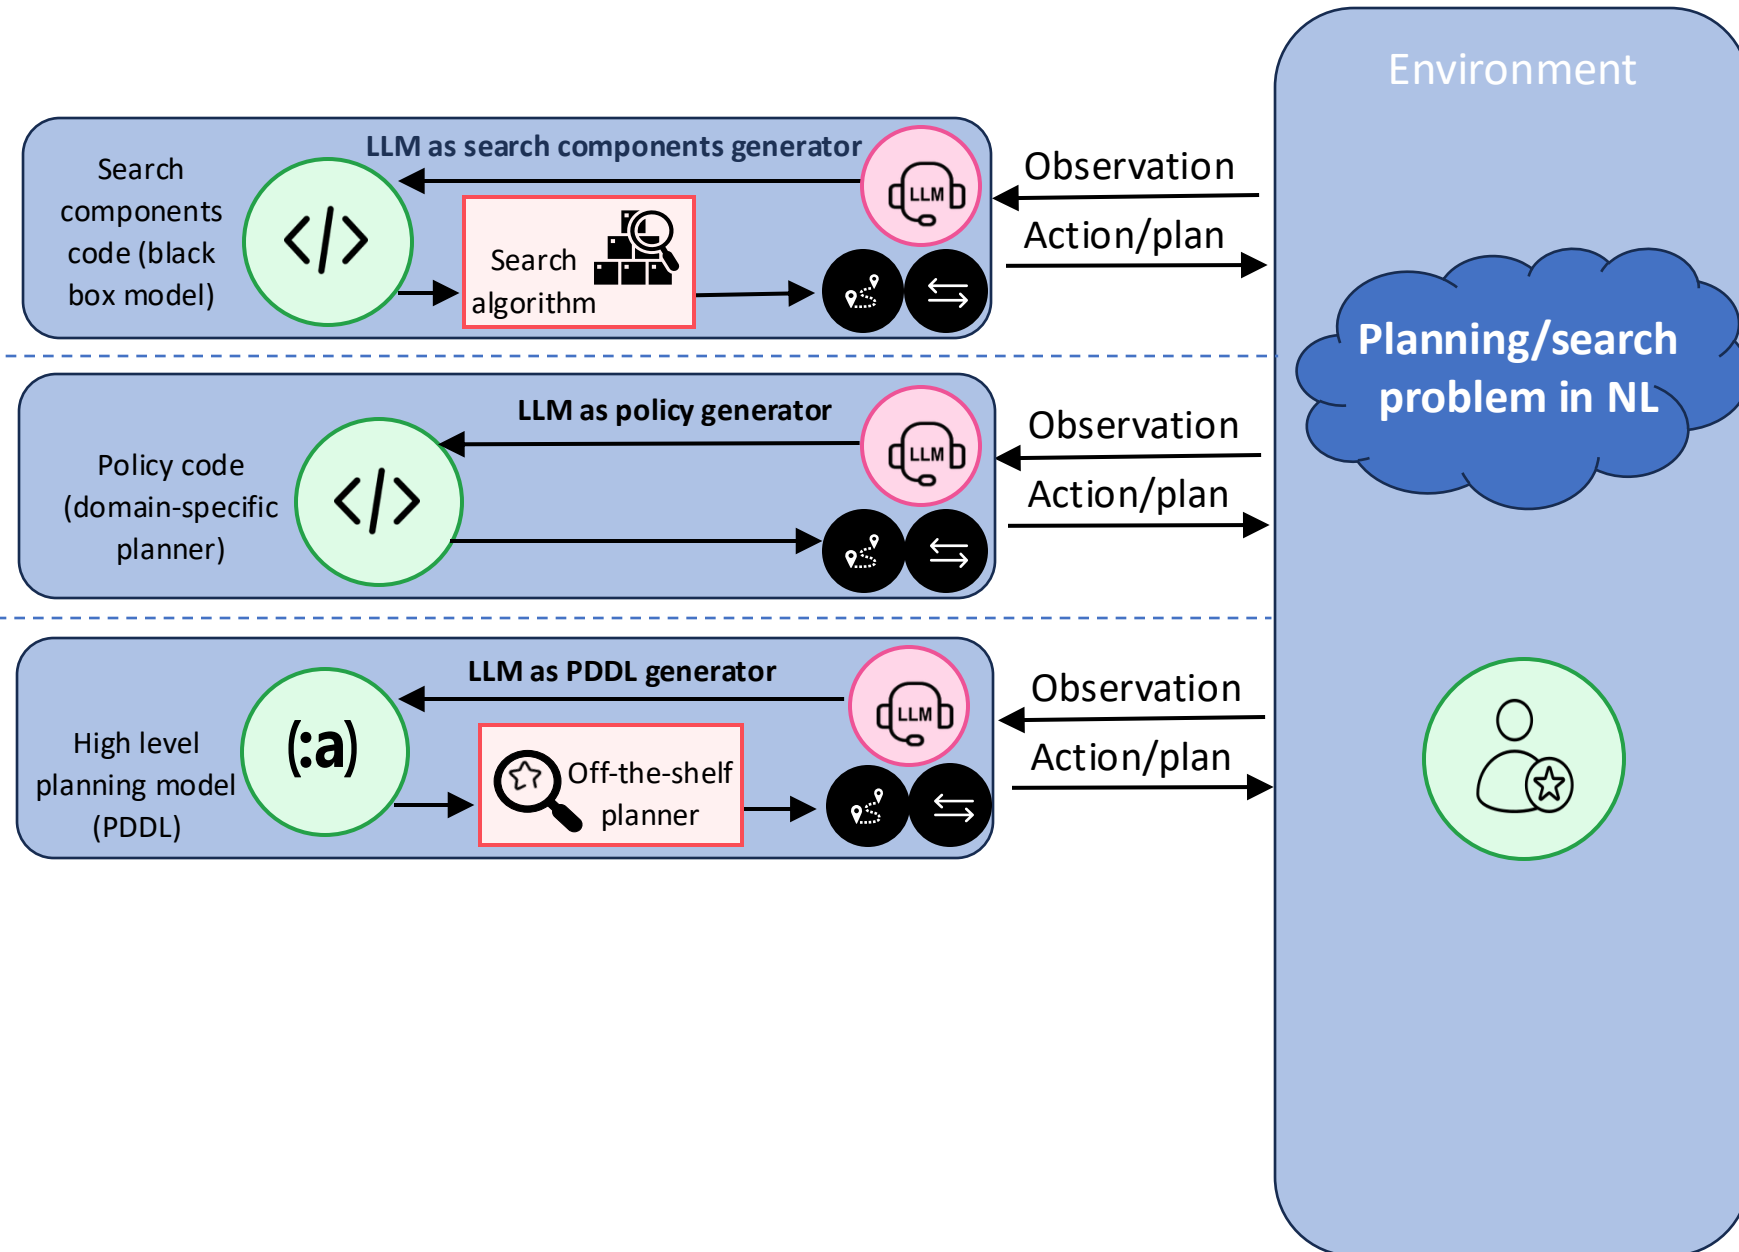 Environment
LLM as search components generator
Search
components
code (black
box model)
</>
Search
algorithm
LLM
Observation
Action/plan
Planning/search
problem in NL
LLM as policy generator
Policy code
(domain-specific
planner)
</>
LLM
Observation
Action/plan
LLM as PDDL generator
High level
planning model
(PDDL)
(:a)
Off-the-shelf
planner
LLM
Observation
Action/plan